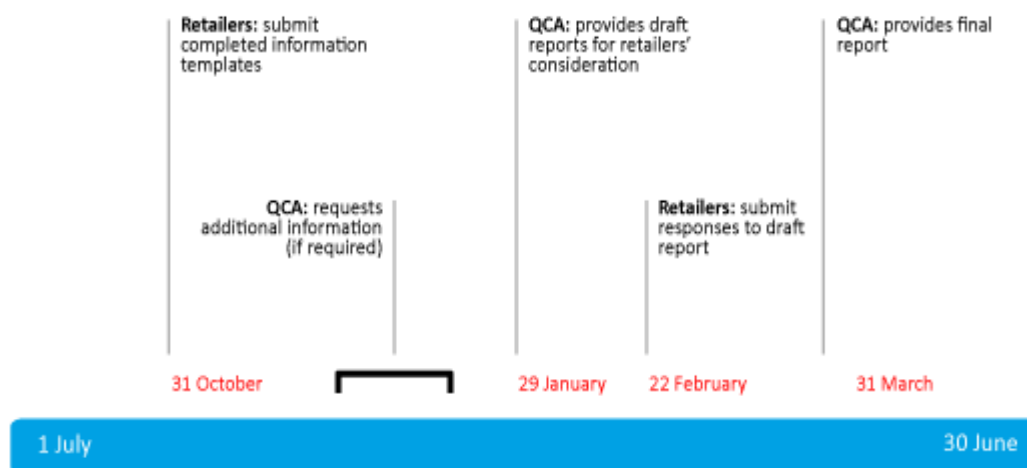 Retailers: submit
completed information
templates
QCA: provides draft
reports for retailers'
consideration
QCA: provides final
report
QCA: requests
additional information
(if required)
Retailers: submit
responses to draft
report
31 October
29 January
22 February
31 March
1 July
30 June